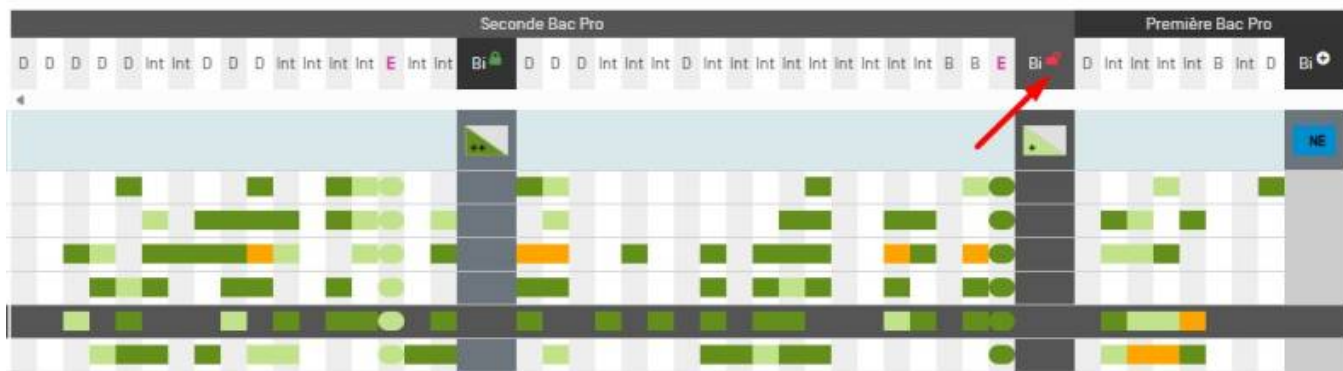 Seconde Bac Pro Première Bac Pro
D D D D D Int Int D D D Int Int Int Int E Int Int Bi D D D Int Int Int D Int Int Int Int Int Int Int Int Int B B E Bi D Int Int Int Int B Int D Bi
++ + NE